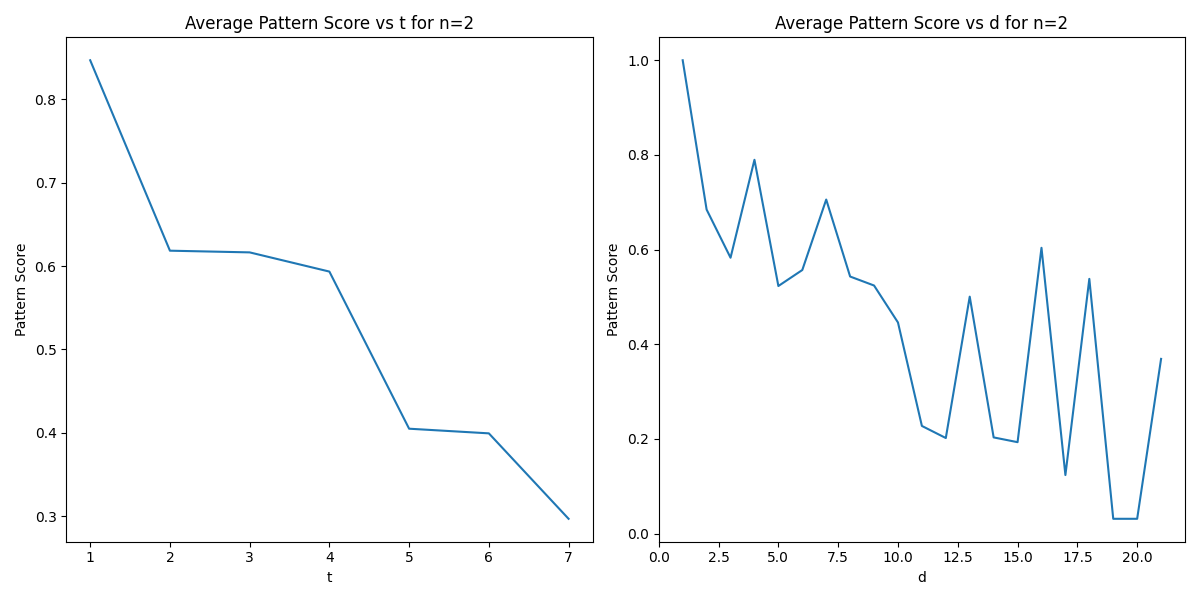 Average Pattern Score vs t for n=2
Pattern Score
0.8
0.7
0.6
0.5
0.4
0.3
1 2 3 4 5 6 7
t
Average Pattern Score vs d for n=2
Pattern Score
1.0
0.8
0.6
0.4
0.2
0.0
0.0 2.5 5.0 7.5 10.0 12.5 15.0 17.5 20.0
d